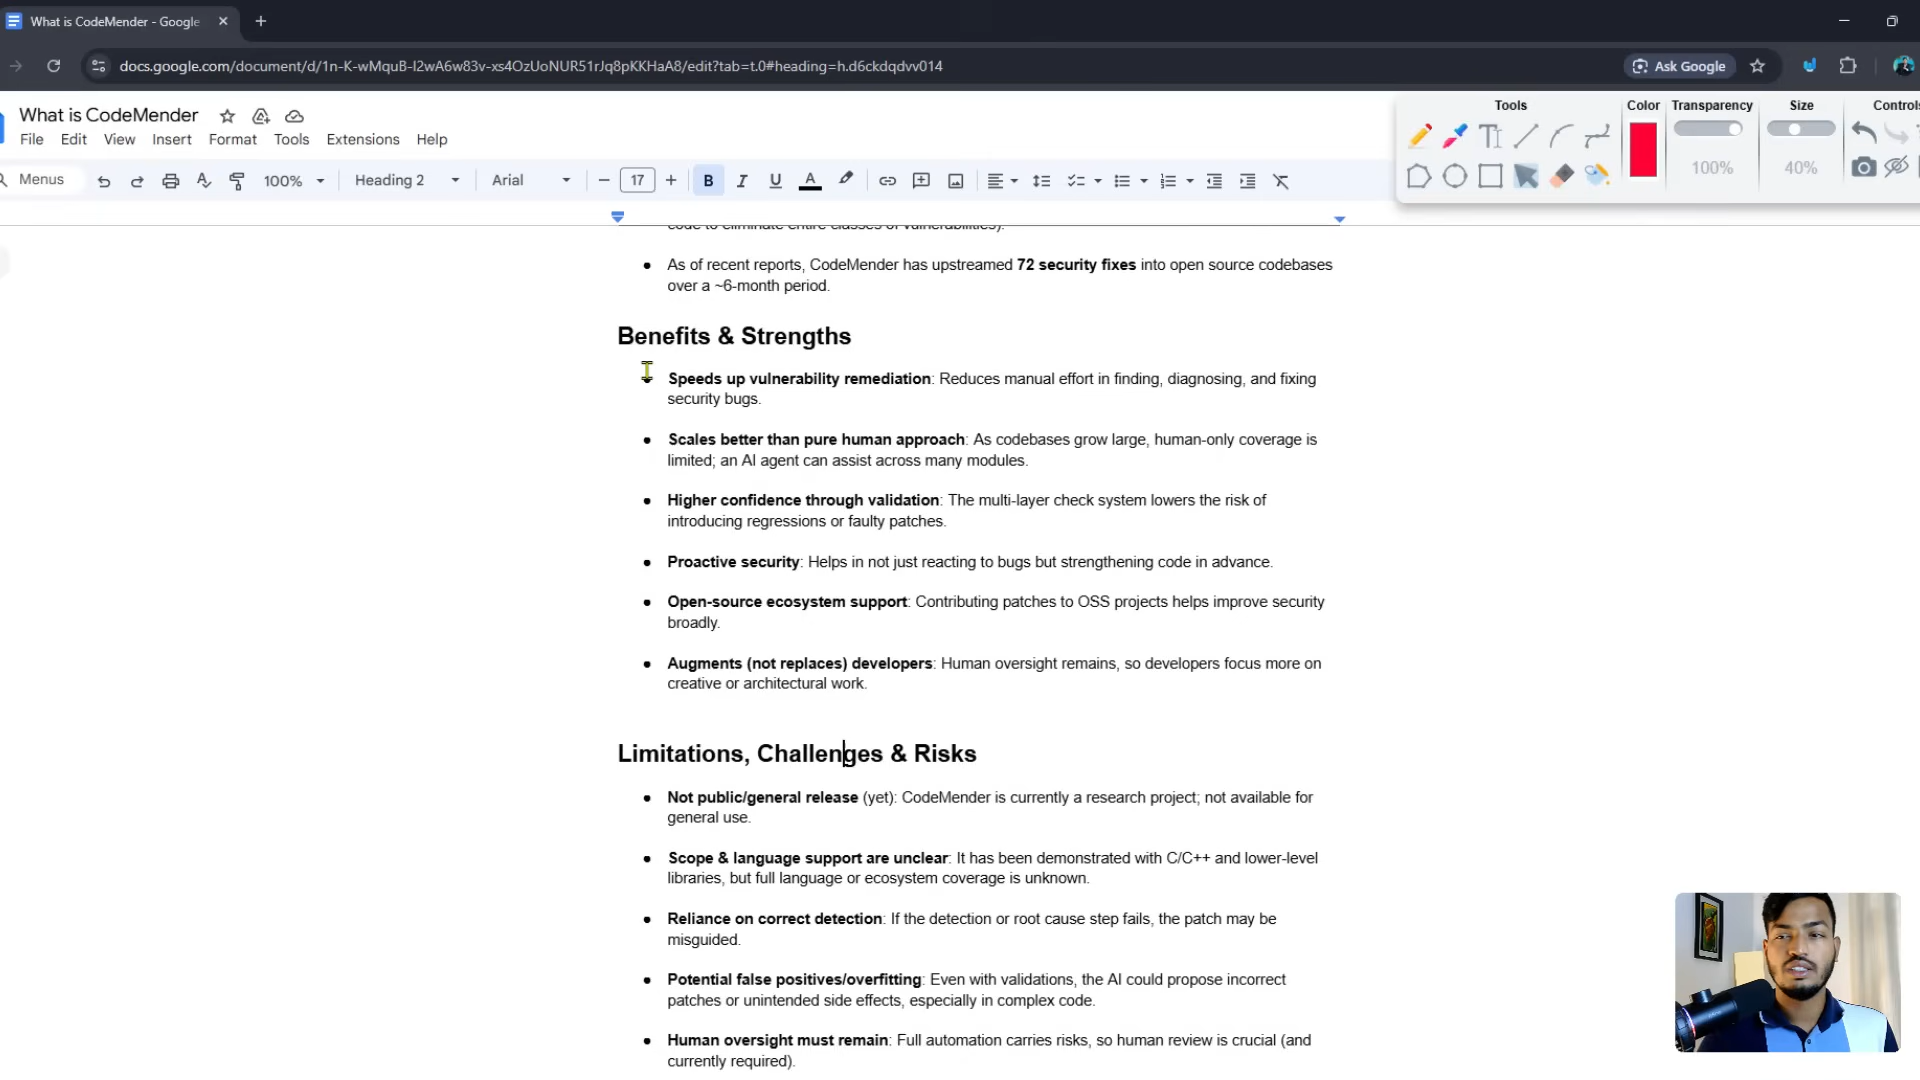 What is CodeMender - Google
docs.google.com/document/d/1n-K-wMquB-I2wA6w83v-xs4OzUoNUR51rJq8pKKHaA8/edit?tab=t.0#heading=h.d6ckdqdvv014
Ask Google
What is CodeMender
File Edit View Insert Format Tools Extensions Help
Menus 100% Heading 2 Arial 17 B I U A
Tools Color Transparency Size Controls
100% 40%
code to eliminate entire classes of vulnerabilities).
As of recent reports, CodeMender has upstreamed 72 security fixes into open source codebases
over a ~6-month period.
Benefits & Strengths
Speeds up vulnerability remediation: Reduces manual effort in finding, diagnosing, and fixing
security bugs.
Scales better than pure human approach: As codebases grow large, human-only coverage is
limited; an AI agent can assist across many modules.
Higher confidence through validation: The multi-layer check system lowers the risk of
introducing regressions or faulty patches.
Proactive security: Helps in not just reacting to bugs but strengthening code in advance.
Open-source ecosystem support: Contributing patches to OSS projects helps improve security
broadly.
Augments (not replaces) developers: Human oversight remains, so developers focus more on
creative or architectural work.
Limitations, Challenges & Risks
Not public/general release (yet): CodeMender is currently a research project; not available for
general use.
Scope & language support are unclear: It has been demonstrated with C/C++ and lower-level
libraries, but full language or ecosystem coverage is unknown.
Reliance on correct detection: If the detection or root cause step fails, the patch may be
misguided.
Potential false positives/overfitting: Even with validations, the AI could propose incorrect
patches or unintended side effects, especially in complex code.
Human oversight must remain: Full automation carries risks, so human review is crucial (and
currently required).